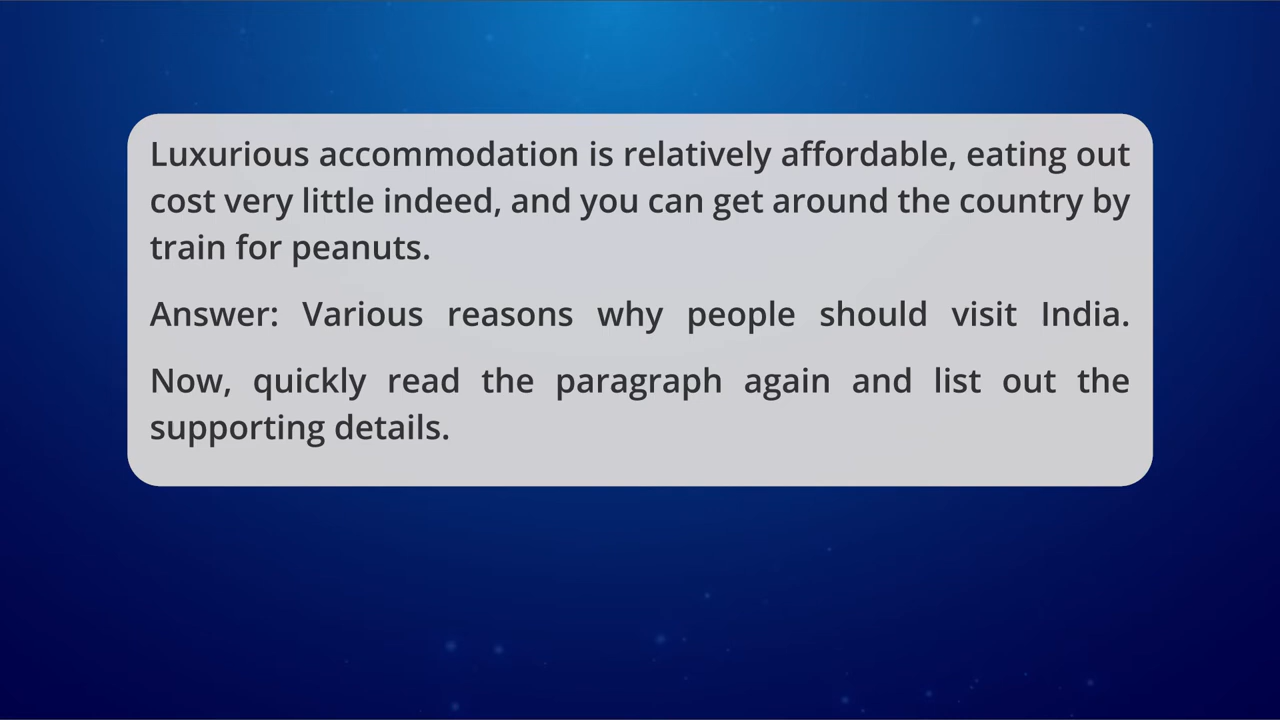 Luxurious accommodation is relatively affordable, eating out
cost very little indeed, and you can get around the country by
train for peanuts.
Answer: Various reasons why people should visit India.
Now, quickly read the paragraph again and list out the
supporting details.